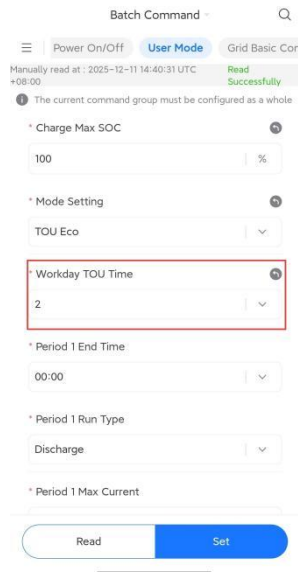 Batch Command
Power On/Off User Mode Grid Basic Con
Manually read at : 2025-12-11 14:40:31 UTC +08:00
Read Successfully
The current command group must be configured as a whole
* Charge Max SOC
100 %
* Mode Setting
TOU Eco
* Workday TOU Time
2
* Period 1 End Time
00:00
* Period 1 Run Type
Discharge
* Period 1 Max Current
Read Set